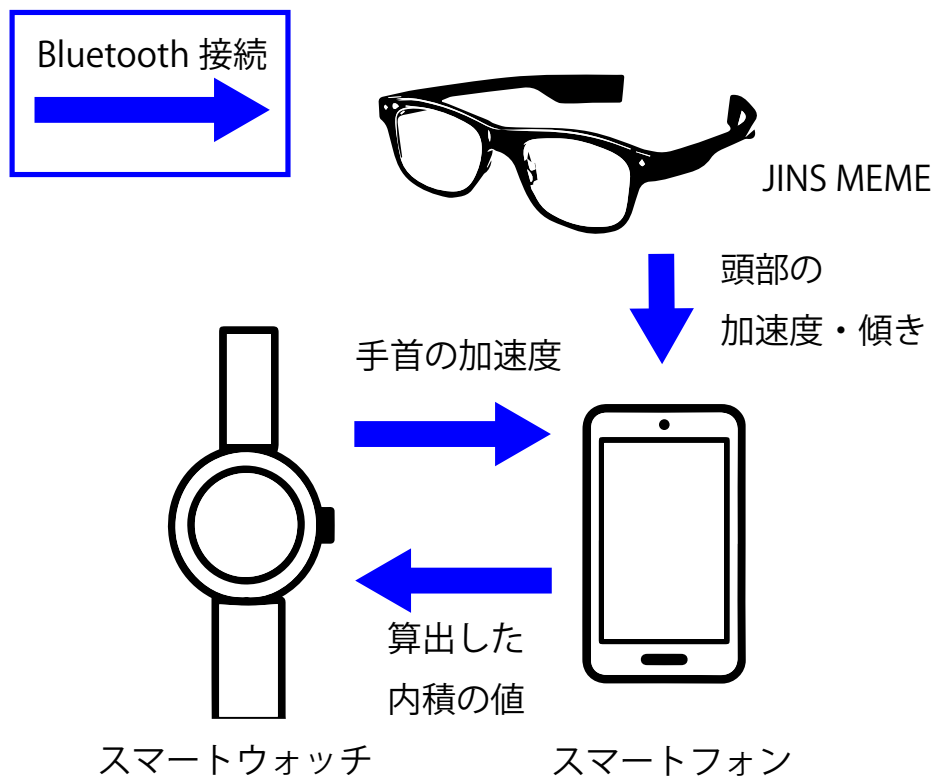 Bluetooth 接続
JINS MEME
頭部の
加速度・傾き
手首の加速度
算出した
内積の値
スマートウォッチ
スマートフォン